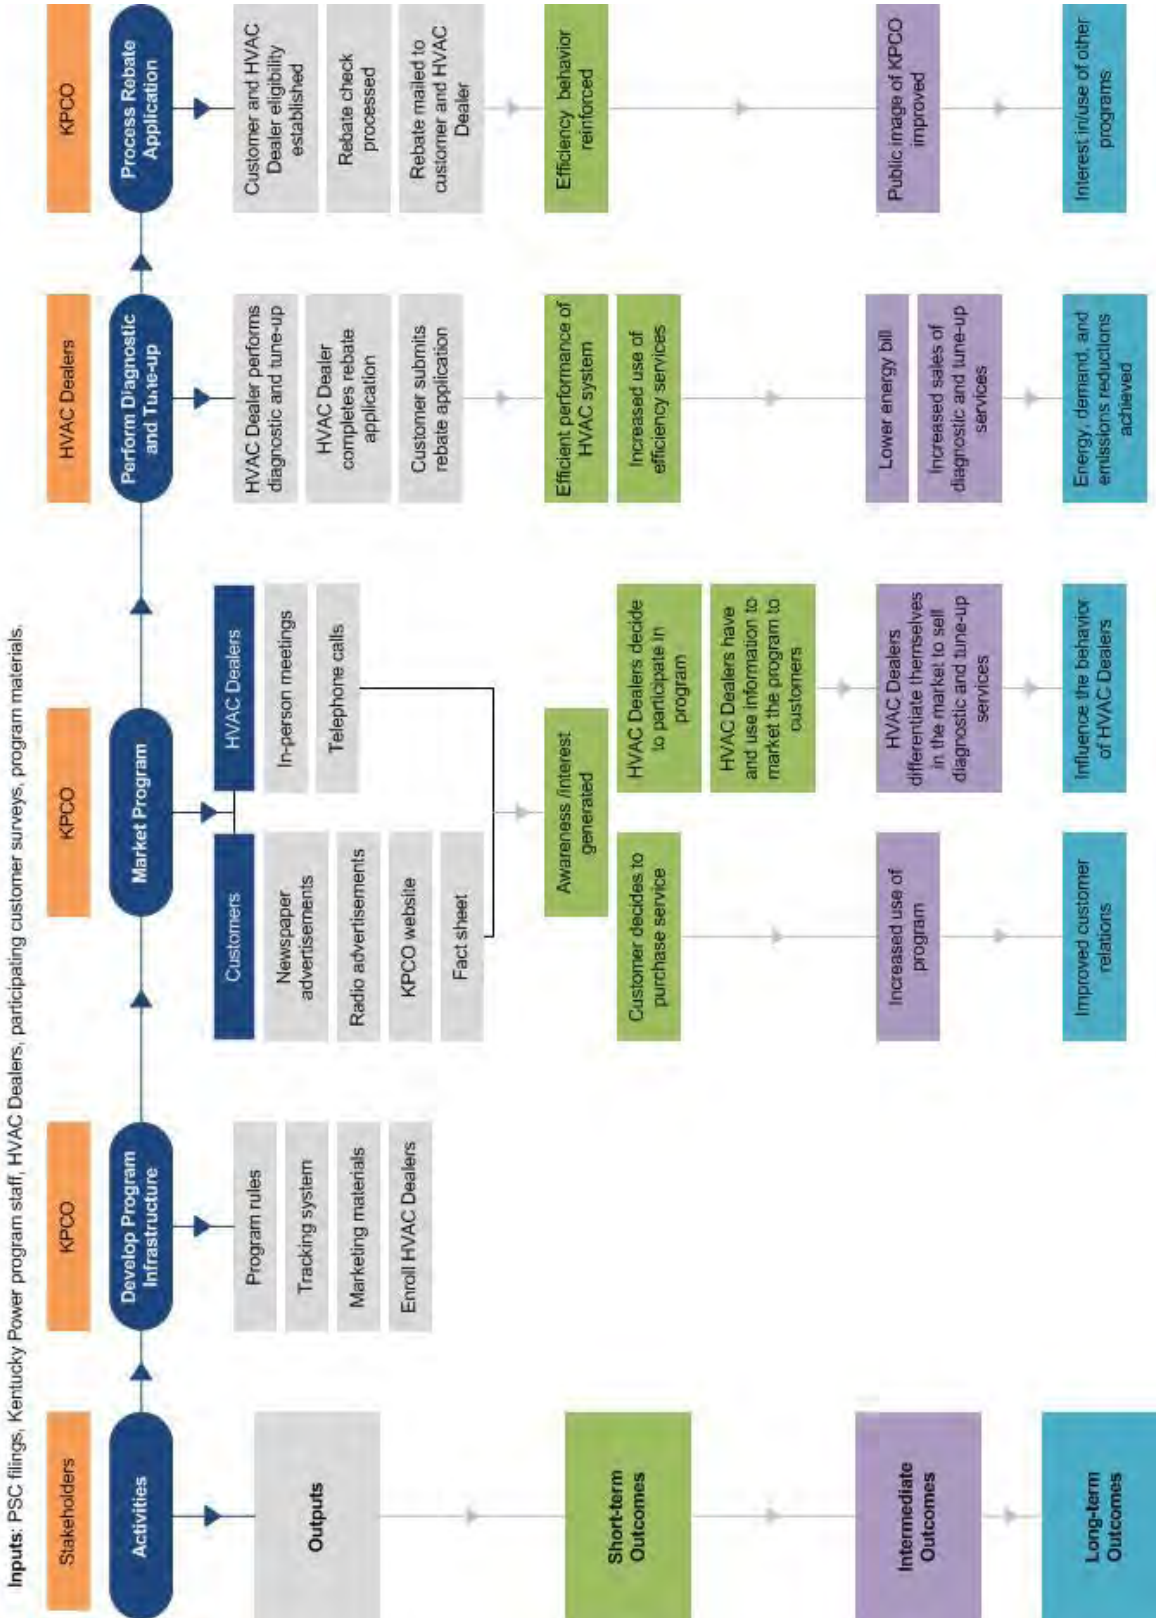 Inputs: PSC filings, Kentucky Power program staff, HVAC Dealers, participating customer surveys, program materials.
Stakeholders
KPCO
KPCO
HVAC Dealers
KPCO
Activities
Develop Program
Infrastructure
Market Program
Perform Diagnostic
and Tune-up
Process Rebate
Application
Outputs
Program rules
Tracking system
Marketing materials
Enroll HVAC Dealers
Customers
Newspaper
advertisements
Radio advertisements
KPCO website
Fact sheet
HVAC Dealers
In-person meetings
Telephone calls
HVAC Dealer performs
diagnostic and tune-up
HVAC Dealer
completes rebate
application
Customer submits
rebate application
Customer and HVAC
Dealer eligibility
established
Rebate check
processed
Rebate mailed to
customer and HVAC
Dealer
Short-term
Outcomes
Awareness /interest
generated
Customer decides to
purchase service
HVAC Dealers decide
to participate in
program
HVAC Dealers have
and use information to
market the program to
customers
Efficient performance of
HVAC system
Increased use of
efficiency services
Efficiency behavior
reinforced
Intermediate
Outcomes
Increased use of
program
HVAC Dealers
differentiate themselves
in the market to sell
diagnostic and tune-up
services
Lower energy bill
Increased sales of
diagnostic and tune-up
services
Public image of KPCO
improved
Long-term
Outcomes
Improved customer
relations
Influence the behavior
of HVAC Dealers
Energy, demand, and
emissions reductions
achieved
Interest in/use of other
programs